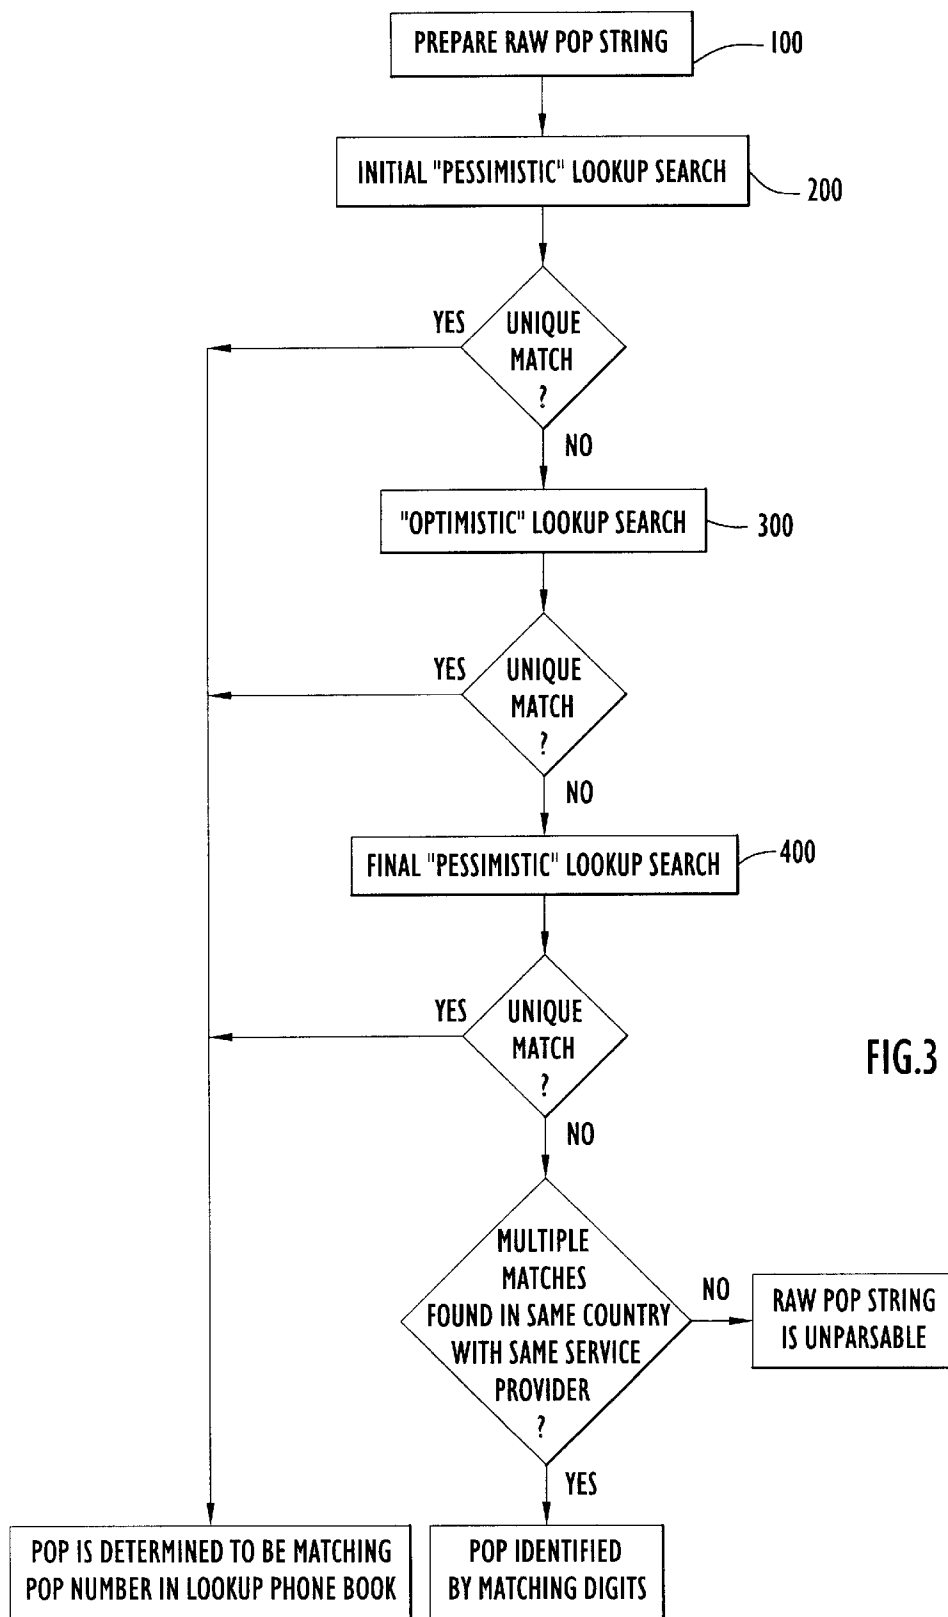 PREPARE RAW POP STRING
100
INITIAL "PESSIMISTIC" LOOKUP SEARCH
200
YES
UNIQUE
MATCH
?
NO
"OPTIMISTIC" LOOKUP SEARCH
300
YES
UNIQUE
MATCH
?
NO
FINAL "PESSIMISTIC" LOOKUP SEARCH
400
YES
UNIQUE
MATCH
?
NO
FIG.3
MULTIPLE
MATCHES
FOUND IN SAME COUNTRY
WITH SAME SERVICE
PROVIDER
?
NO
RAW POP STRING
IS UNPARSABLE
YES
POP IS DETERMINED TO BE MATCHING
POP NUMBER IN LOOKUP PHONE BOOK
POP IDENTIFIED
BY MATCHING DIGITS